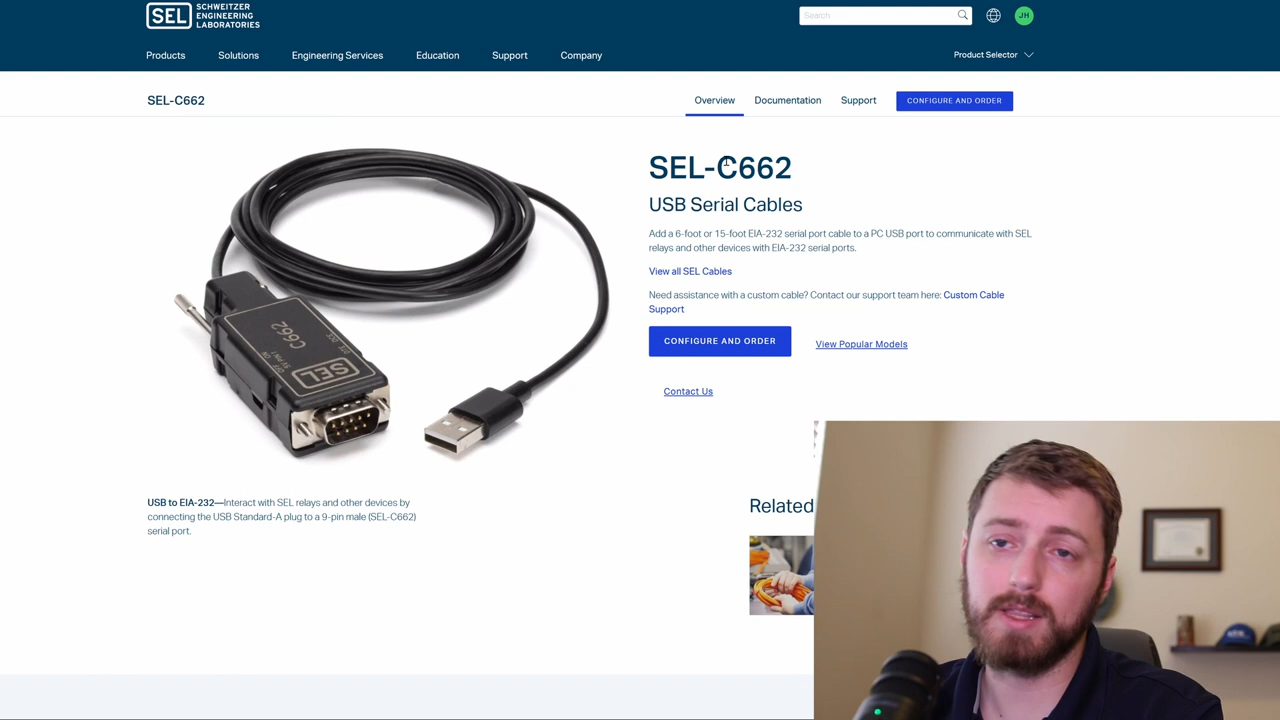 SEL
SCHWEITZER
ENGINEERING
LABORATORIES
Search
JH
Products
Solutions
Engineering Services
Education
Support
Company
Product Selector
SEL-C662
Overview
Documentation
Support
CONFIGURE AND ORDER
SEL-C662
USB Serial Cables
Add a 6-foot or 15-foot EIA-232 serial port cable to a PC USB port to communicate with SEL
relays and other devices with EIA-232 serial ports.
View all SEL Cables
Need assistance with a custom cable? Contact our support team here: Custom Cable
Support
CONFIGURE AND ORDER
View Popular Models
Contact Us
C662
SEL
USB to EIA-232—Interact with SEL relays and other devices by
connecting the USB Standard-A plug to a 9-pin male (SEL-C662)
serial port.
Related